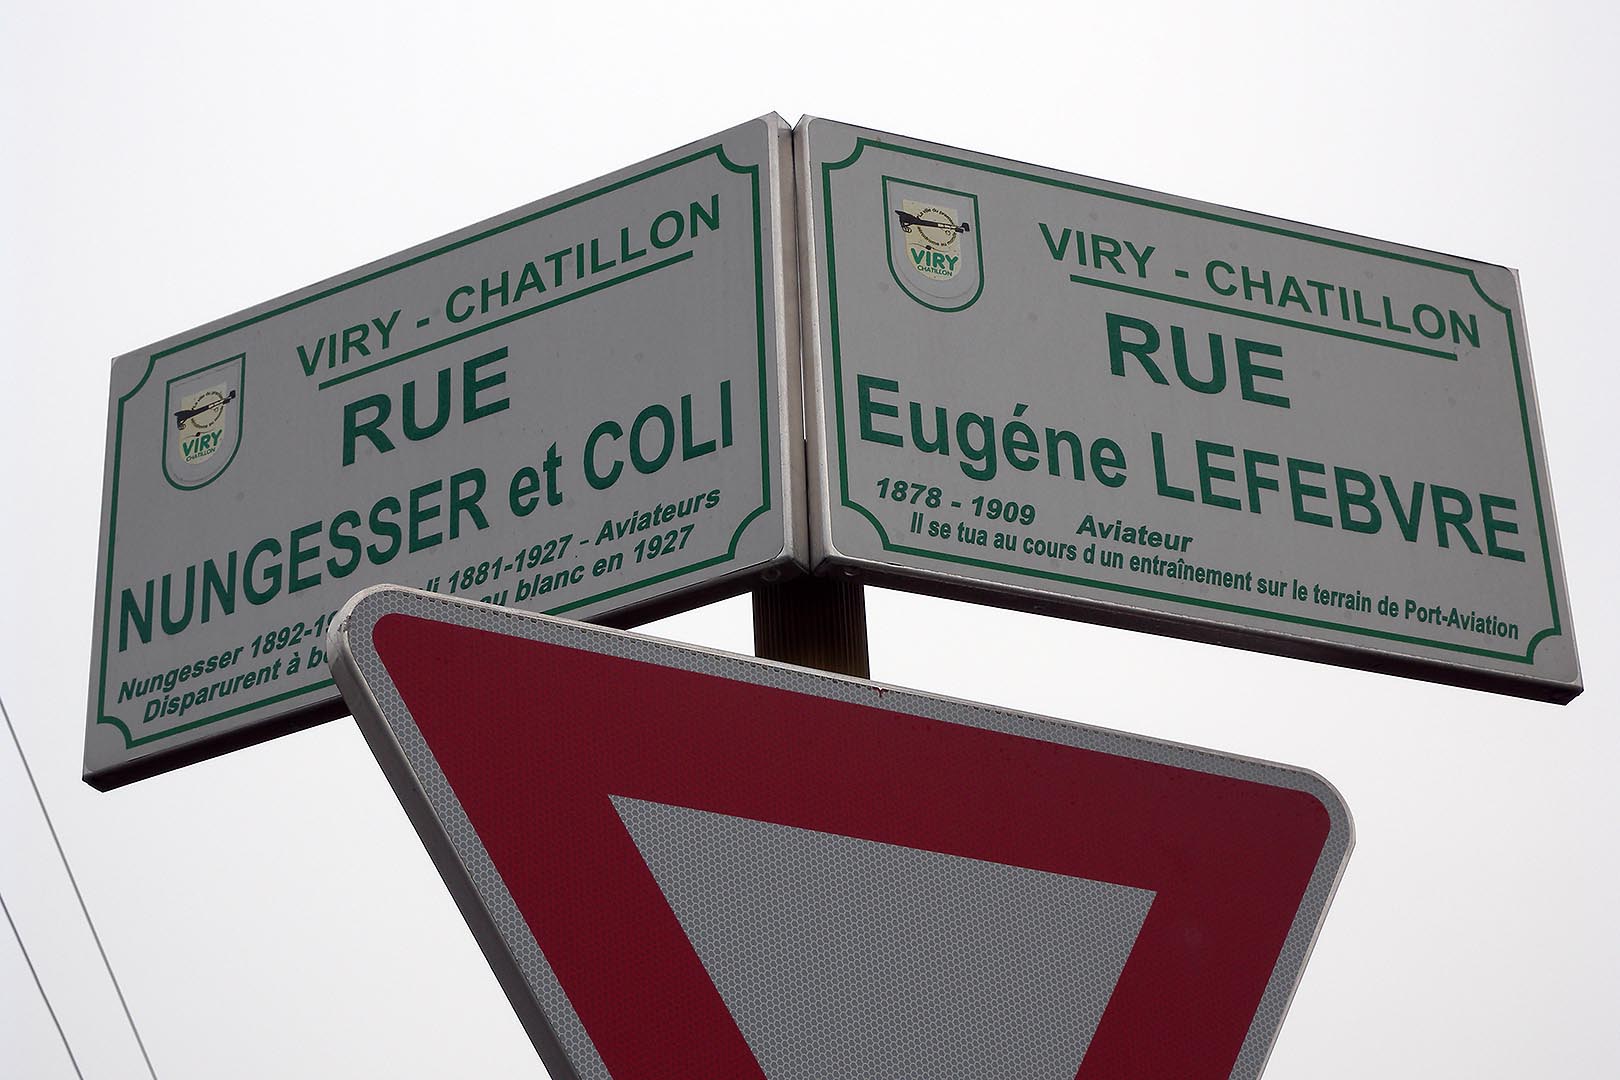 VIRY - CHATILLON
RUE
NUNGESSER et COLI
Nungesser 1892-19 li 1881-1927 - Aviateurs
Disparurent à b au blanc en 1927
VIRY
CHATILLON
VIRY - CHATILLON
RUE
Eugéne LEFEBVRE
1878 - 1909 Aviateur
Il se tua au cours d un entraînement sur le terrain de Port-Aviation
VIRY
CHATILLON